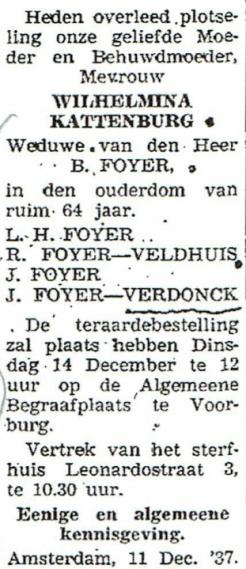 Heden overleed plotse-
ling onze geliefde Moe-
der en Behuwdmoeder,
Mevrouw
WILHELMINA
KATTENBURG
Weduwe van den Heer
B. FOYER,
in den ouderdom van
ruim 64 jaar.
L. H. FOYER
R. FOYER—VELDHUIS
J. FOYER
J. FOYER—VERDONCK
De teraardebestelling
zal plaats hebben Dins-
dag 14 December te 12
uur op de Algemeene
Begraafplaats te Voor-
burg.
Vertrek van het sterf-
huis Leonardostraat 3,
te 10.30 uur.
Eenige en algemeene
kennisgeving.
Amsterdam, 11 Dec. '37.